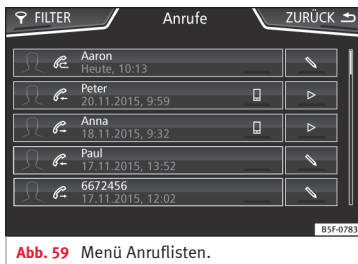 FILTER Anrufe ZURÜCK
Aaron
Heute, 10:13
Peter
20.11.2015, 9:59
Anna
18.11.2015, 9:32
Paul
17.11.2015, 13:52
6672456
17.11.2015, 12:02
B5F-0783
Abb. 59 Menü Anruflisten.